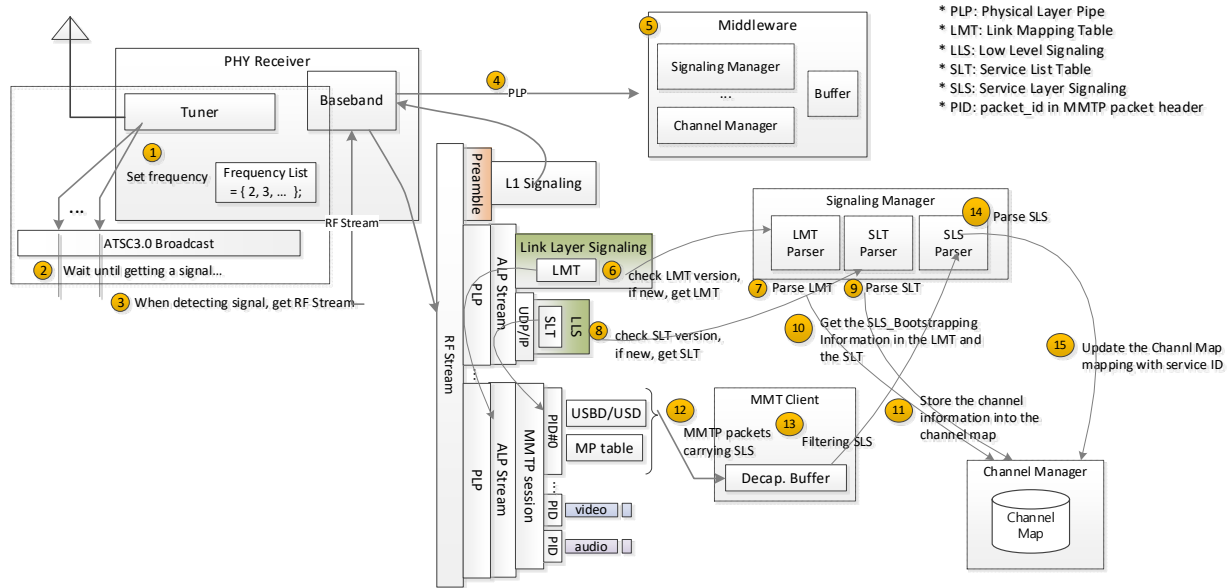 * PLP: Physical Layer Pipe
* LMT: Link Mapping Table
* LLS: Low Level Signaling
* SLT: Service List Table
* SLS: Service Layer Signaling
* PID: packet_id in MMTP packet header
5
Middleware
Signaling Manager
...
Channel Manager
Buffer
PHY Receiver
Tuner
Baseband
4
PLP
1
Set frequency
Frequency List
= { 2, 3, ... };
...
RF Stream
ATSC3.0 Broadcast
2
Wait until getting a signal...
3
When detecting signal, get RF Stream
RF Stream
Preamble
L1 Signaling
PLP
ALP Stream
Link Layer Signaling
LMT
UDP/IP
SLT
LLS
6
check LMT version,
if new, get LMT
8
check SLT version,
if new, get SLT
Signaling Manager
LMT
Parser
SLT
Parser
SLS
Parser
14
Parse SLS
7
Parse LMT
9
Parse SLT
10
Get the SLS_Bootstrapping
Information in the LMT and
the SLT
15
Update the Channl Map
mapping with service ID
...
PLP
ALP Stream
MMTP session
PID#0
USBD/USD
MP table
...
PID
video
PID
audio
12
MMTP packets
carrying SLS
MMT Client
13
Filtering SLS
Decap. Buffer
11
Store the channel
information into the
channel map
Channel Manager
Channel
Map